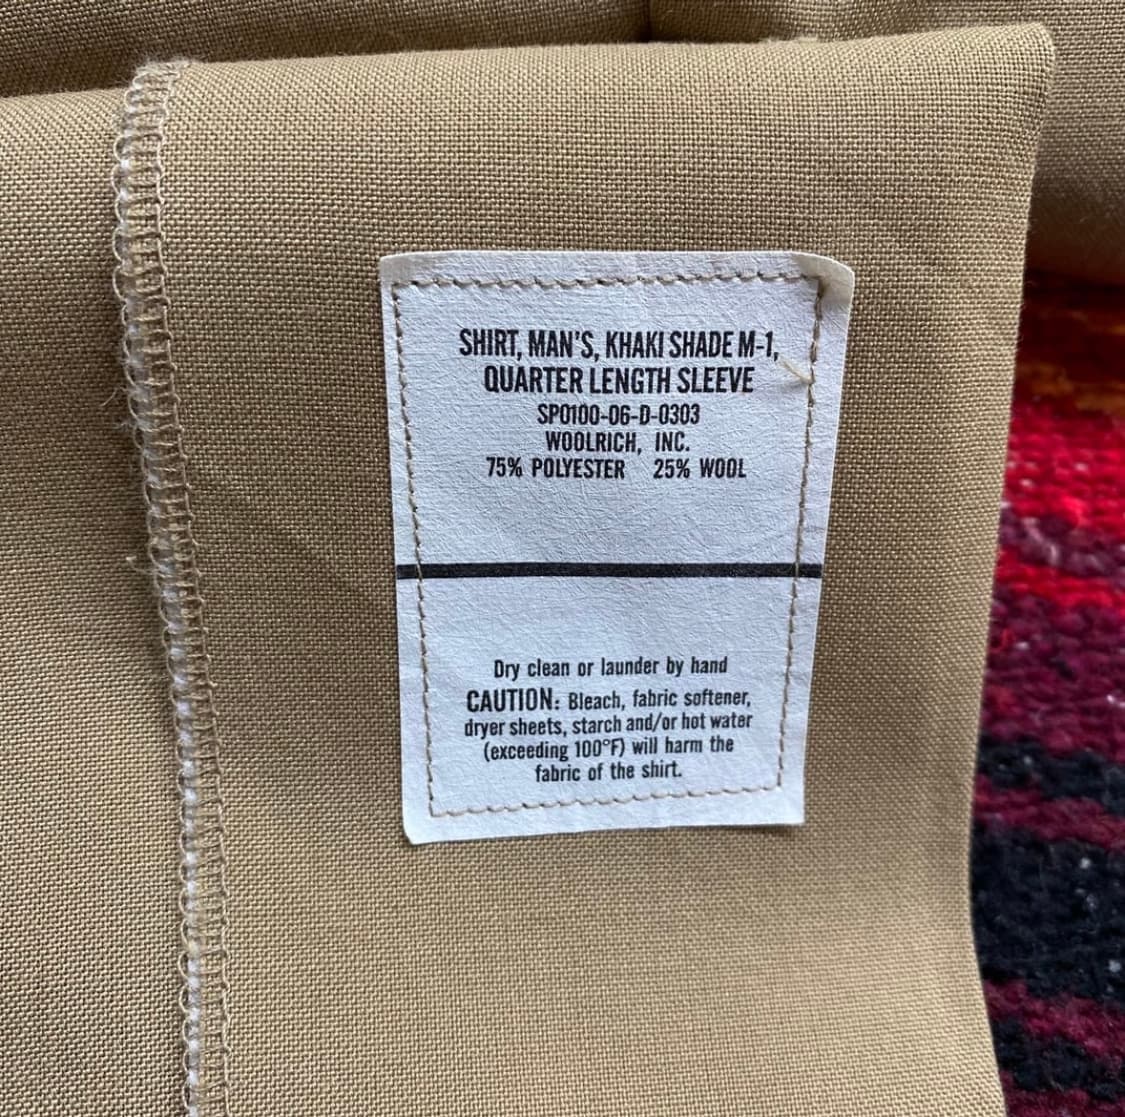 SHIRT, MAN'S, KHAKI SHADE M-1,
QUARTER LENGTH SLEEVE
SPO100-06-D-0303
WOOLRICH, INC.
75% POLYESTER 25% WOOL
Dry clean or launder by hand
CAUTION: Bleach, fabric softener,
dryer sheets, starch and/or hot water
(exceeding 100°F) will harm the
fabric of the shirt.